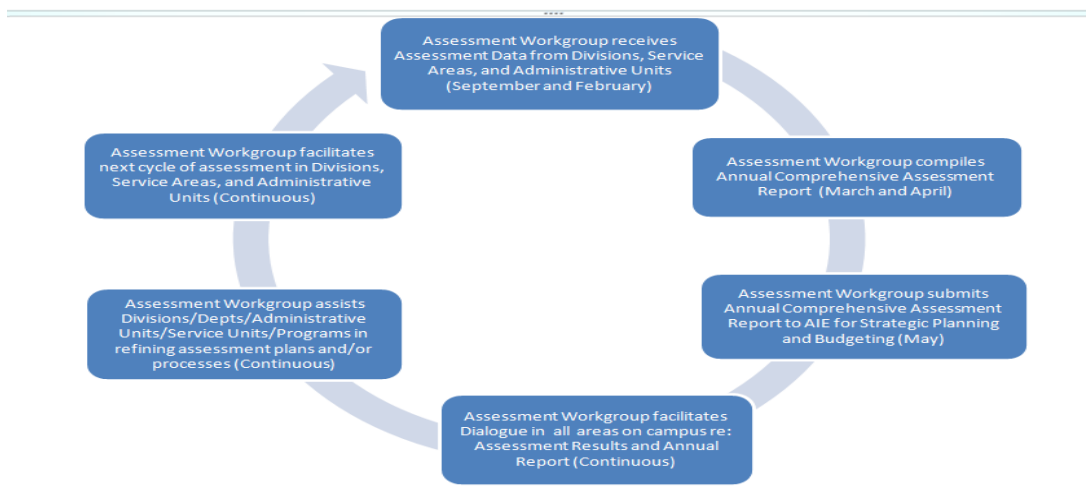 Assessment Workgroup receives
Assessment Data from Divisions, Service
Areas, and Administrative Units
(September and February)
Assessment Workgroup compiles
Annual Comprehensive Assessment
Report (March and April)
Assessment Workgroup submits
Annual Comprehensive Assessment
Report to AIE for Strategic Planning
and Budgeting (May)
Assessment Workgroup facilitates
Dialogue in all areas on campus re:
Assessment Results and Annual
Report (Continuous)
Assessment Workgroup assists
Divisions/Depts/Administrative
Units/Service Units/Programs in
refining assessment plans and/or
processes (Continuous)
Assessment Workgroup facilitates
next cycle of assessment in Divisions,
Service Areas, and Administrative
Units (Continuous)